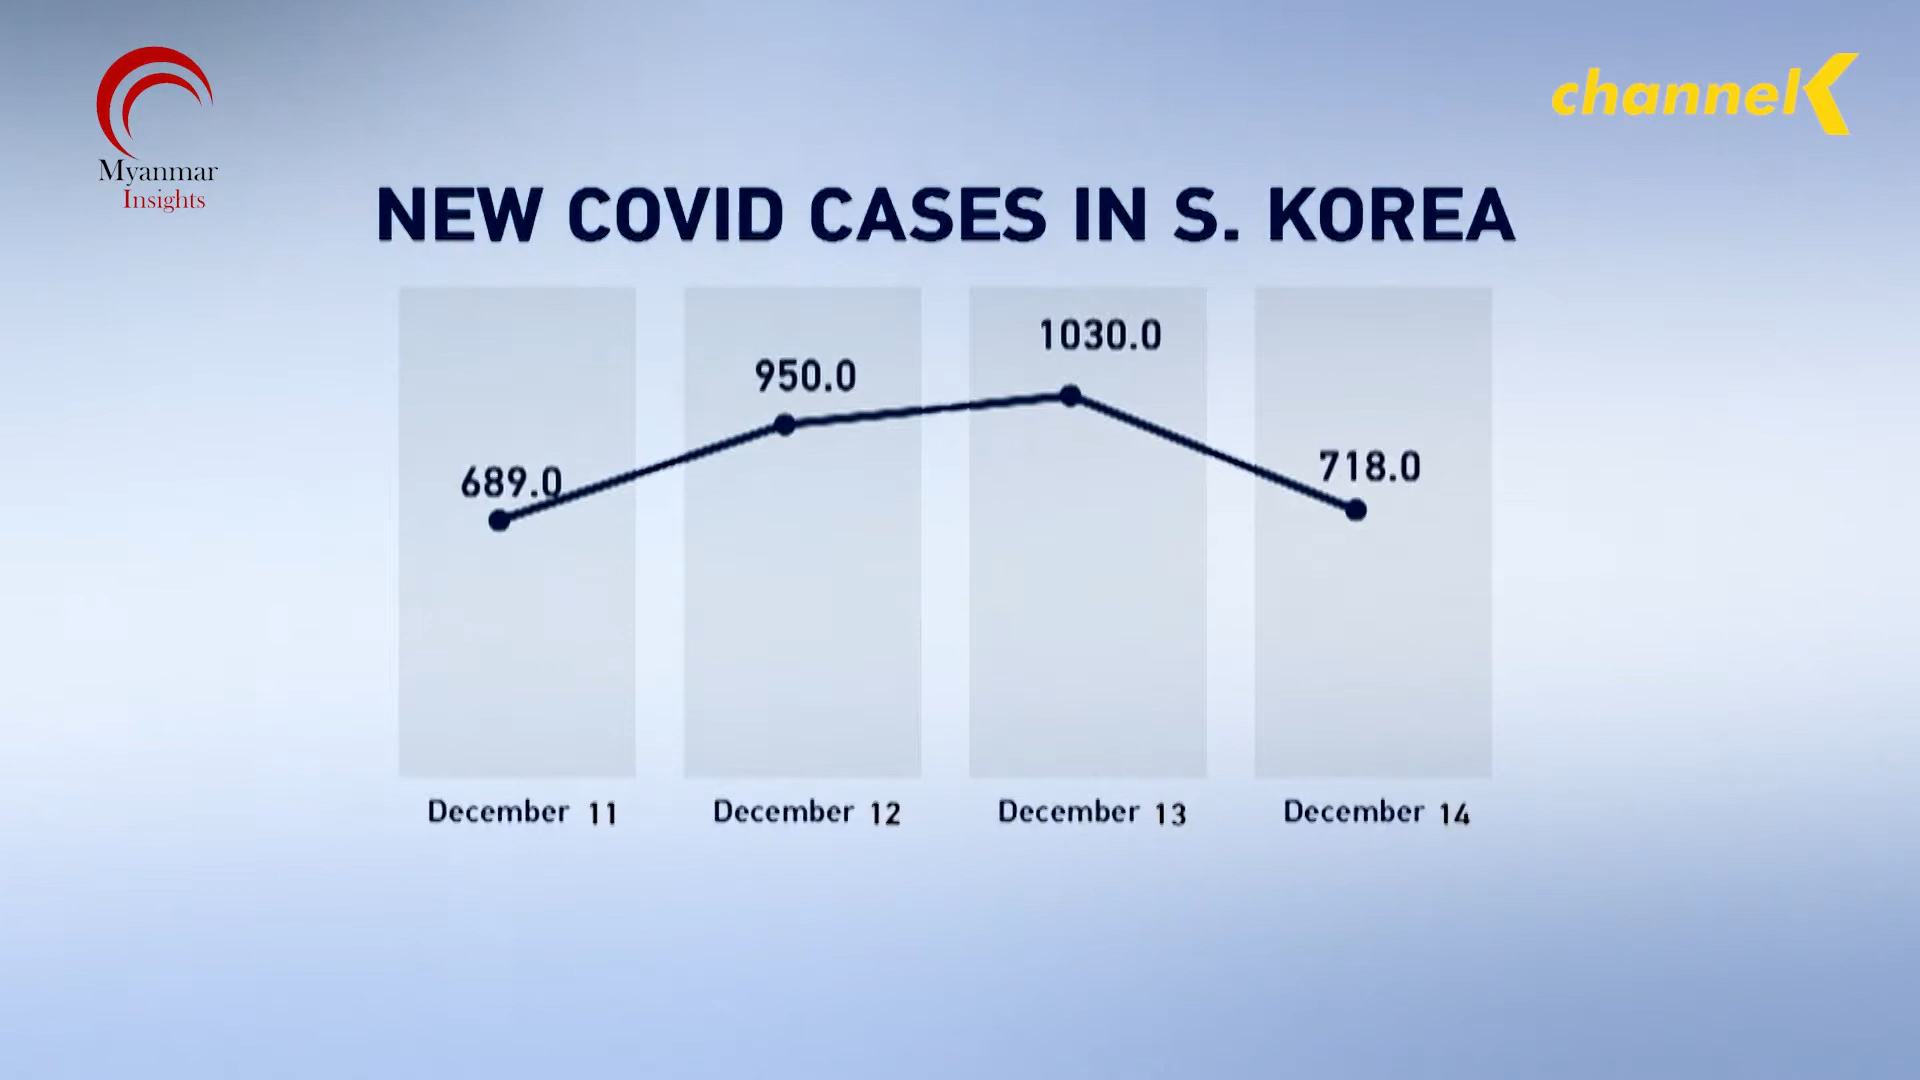 Myanmar
Insights
channelK
NEW COVID CASES IN S. KOREA
689.0
950.0
1030.0
718.0
December 11
December 12
December 13
December 14